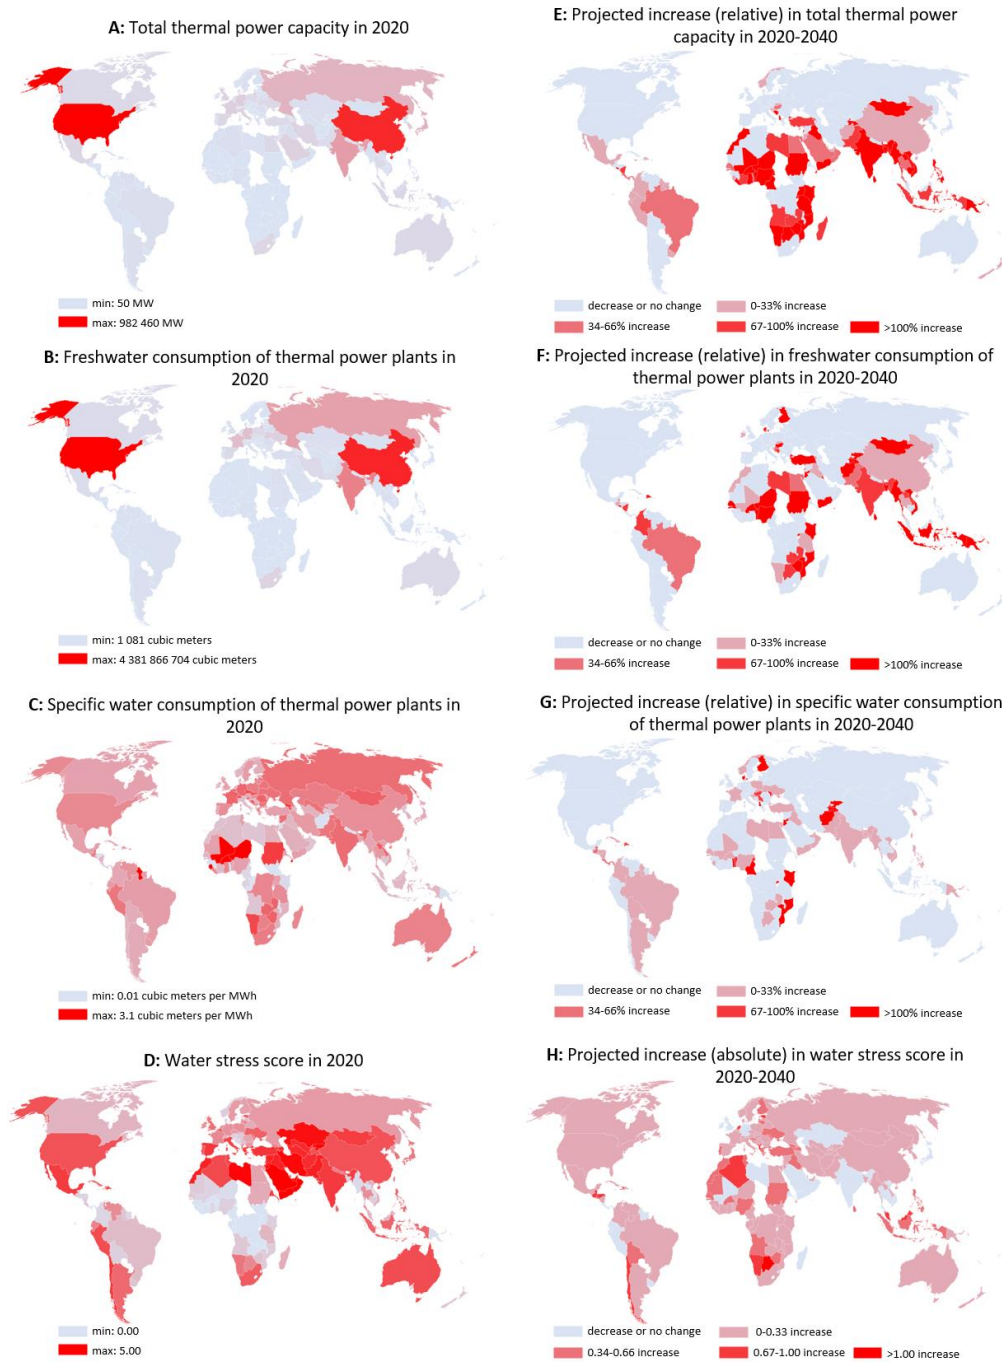 A: Total thermal power capacity in 2020
min: 50 MW
max: 982 460 MW
E: Projected increase (relative) in total thermal power
capacity in 2020-2040
decrease or no change
0-33% increase
34-66% increase
67-100% increase
>100% increase
B: Freshwater consumption of thermal power plants in
2020
min: 1 081 cubic meters
max: 4 381 866 704 cubic meters
F: Projected increase (relative) in freshwater consumption of
thermal power plants in 2020-2040
decrease or no change
0-33% increase
34-66% increase
67-100% increase
>100% increase
C: Specific water consumption of thermal power plants in
2020
min: 0.01 cubic meters per MWh
max: 3.1 cubic meters per MWh
G: Projected increase (relative) in specific water consumption
of thermal power plants in 2020-2040
decrease or no change
0-33% increase
34-66% increase
67-100% increase
>100% increase
D: Water stress score in 2020
min: 0.00
max: 5.00
H: Projected increase (absolute) in water stress score in
2020-2040
decrease or no change
0-0.33 increase
0.34-0.66 increase
0.67-1.00 increase
>1.00 increase